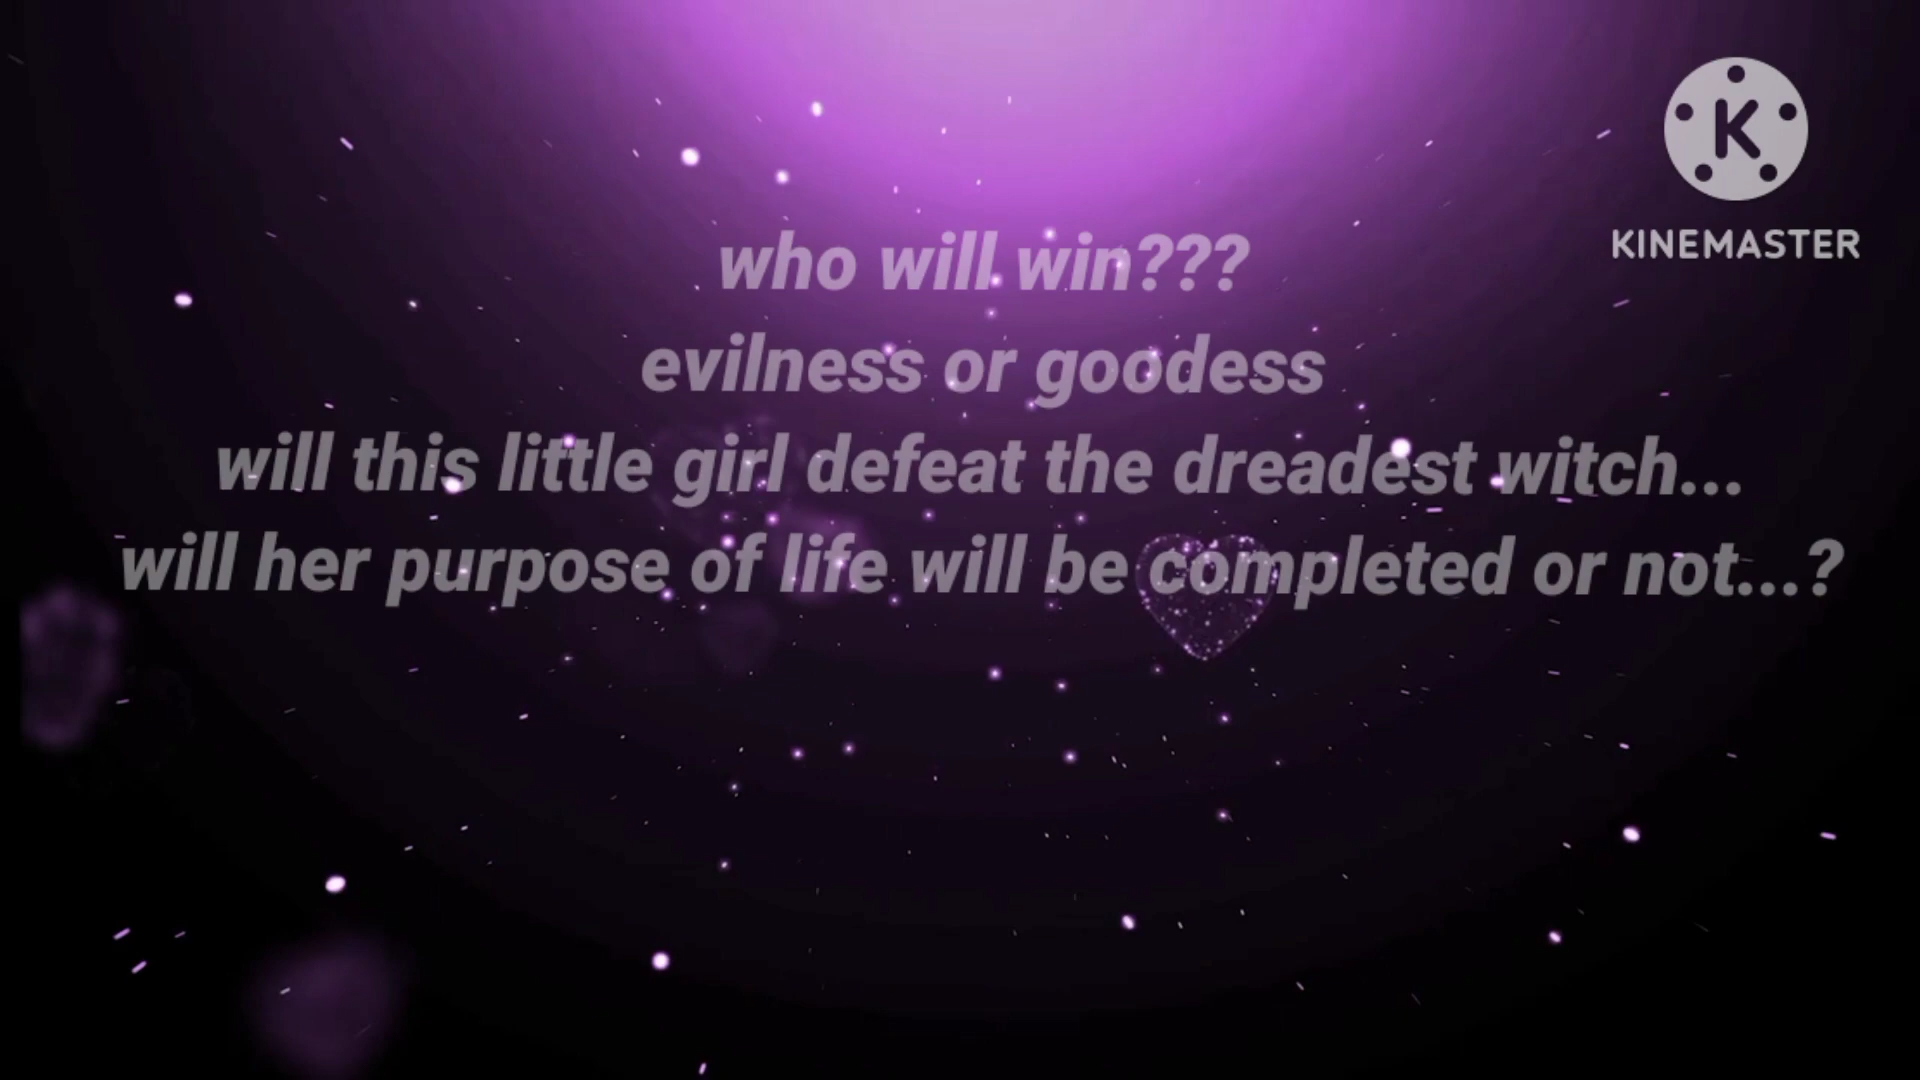 K
KINEMASTER
who will win???
evilness or goodess
will this little girl defeat the dreadest witch...
will her purpose of life will be completed or not...?